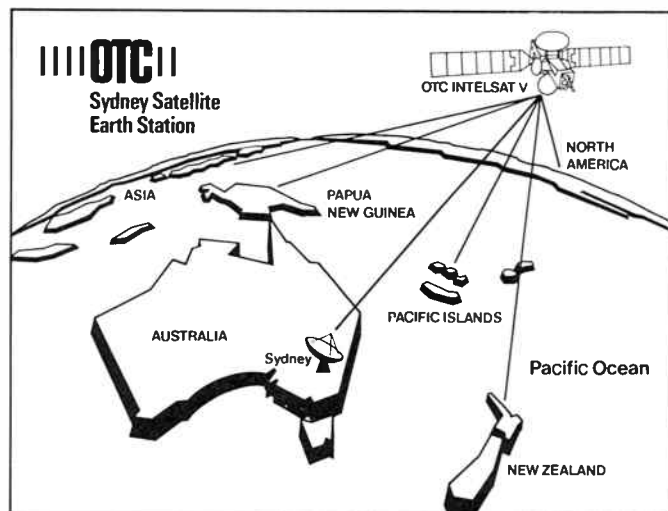 OTC
Sydney Satellite
Earth Station
OTC INTELSAT V
NORTH
AMERICA
ASIA
PAPUA
NEW GUINEA
PACIFIC ISLANDS
AUSTRALIA
Sydney
Pacific Ocean
NEW ZEALAND